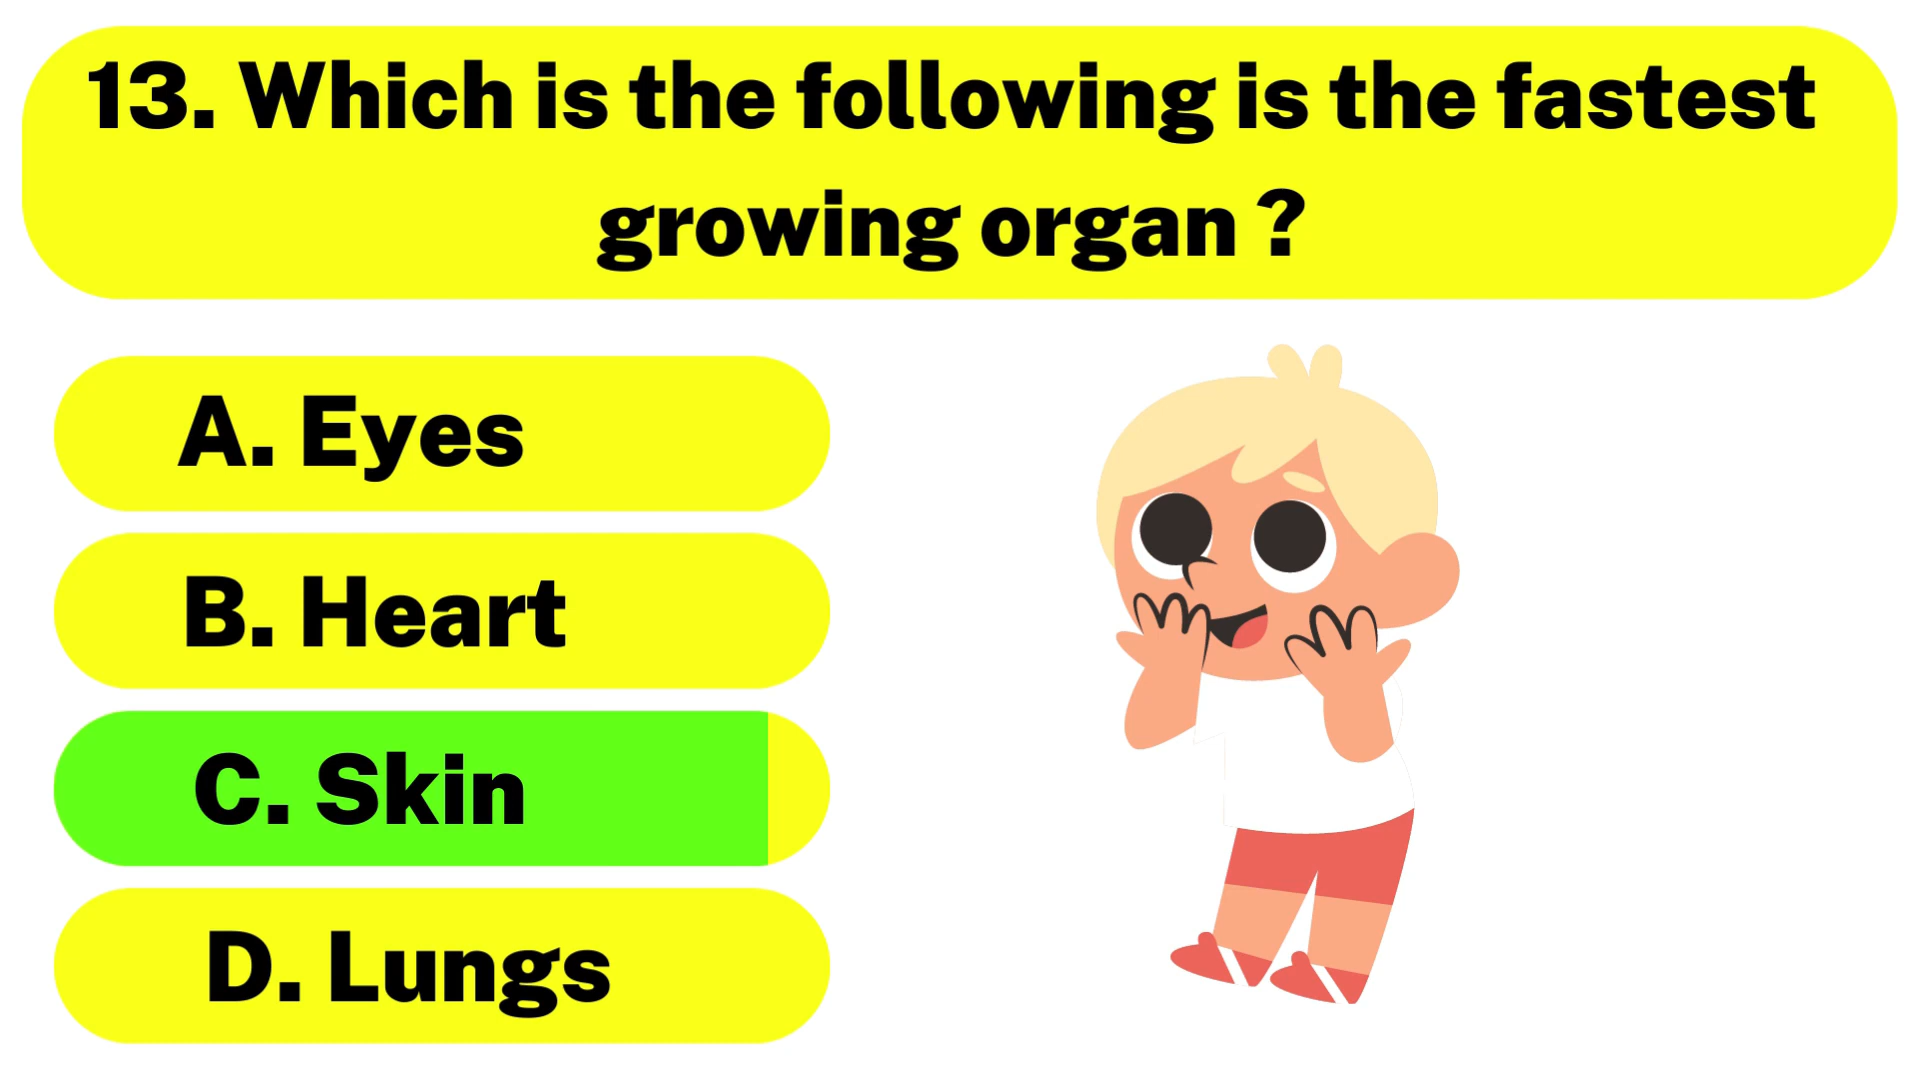 13. Which is the following is the fastest
growing organ ?
A. Eyes
B. Heart
C. Skin
D. Lungs